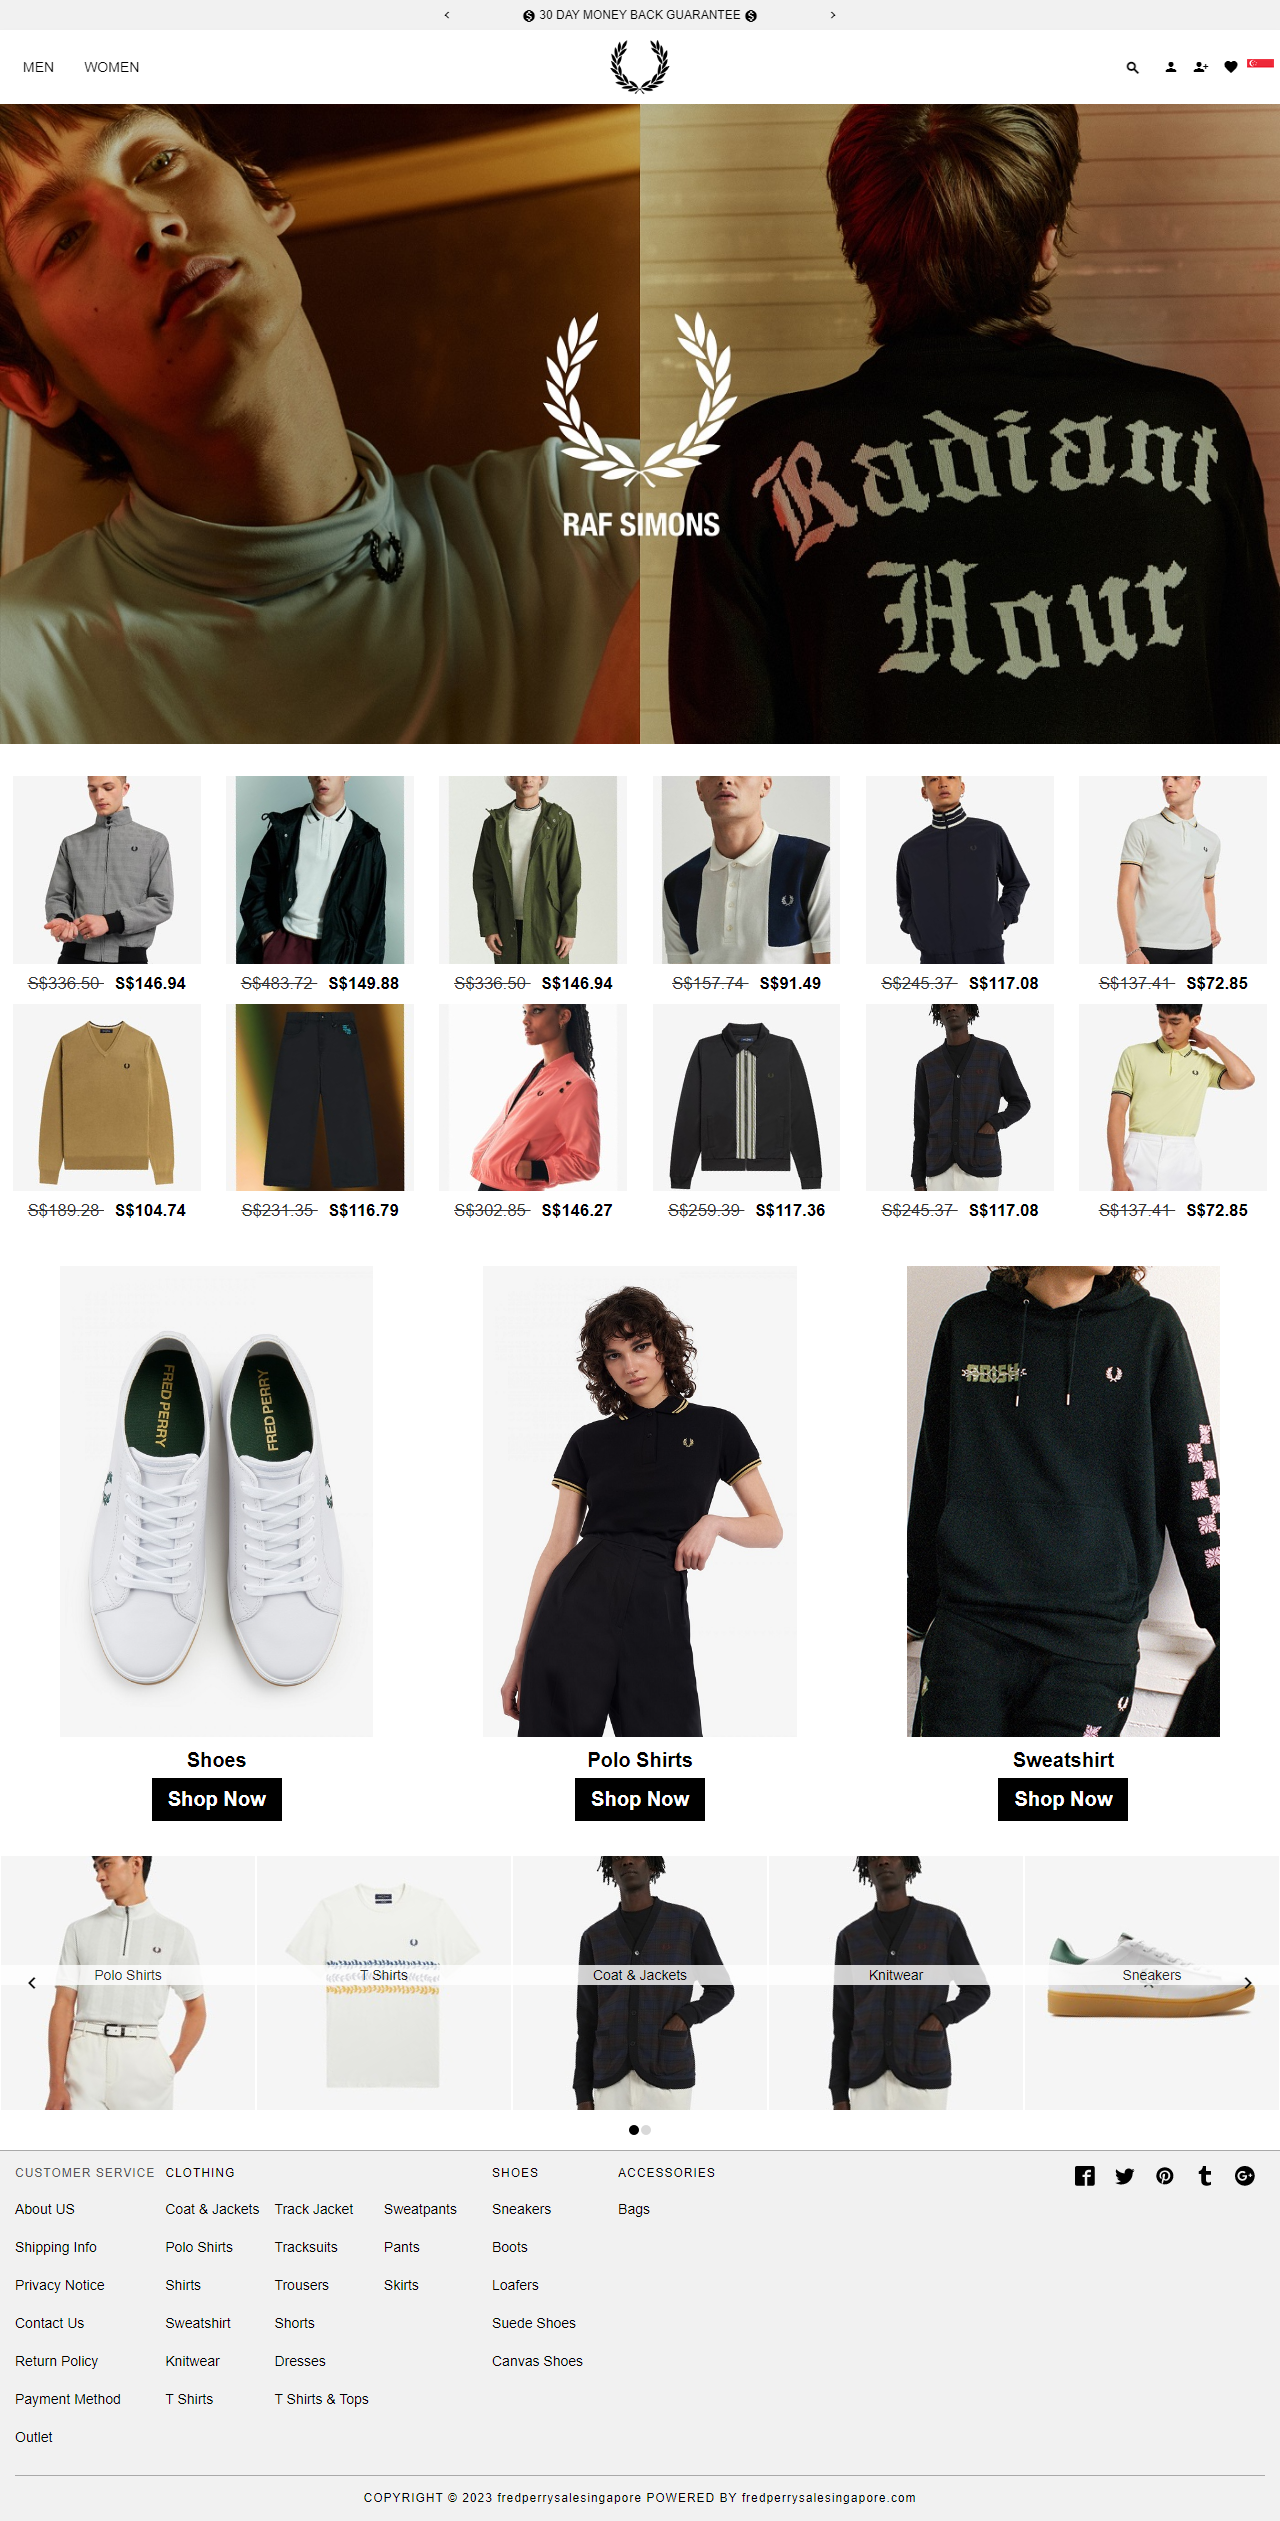 30 DAY MONEY BACK GUARANTEE
MEN WOMEN
Radiant
Hour
RAF SIMONS
S$336.50 S$146.94
S$483.72 S$149.88
S$336.50 S$146.94
S$157.74 S$91.49
S$245.37 S$117.08
S$137.41 S$72.85
S$189.28 S$104.74
S$231.35 S$116.79
S$302.85 S$146.27
S$259.39 S$117.36
S$245.37 S$117.08
S$137.41 S$72.85
FRED PERRY
FRED PERRY
Shoes
Shop Now
Polo Shirts
Shop Now
Sweatshirt
Shop Now
Polo Shirts
T Shirts
Coat & Jackets
Knitwear
Sneakers
CUSTOMER SERVICE
About US
Shipping Info
Privacy Notice
Contact Us
Return Policy
Payment Method
Outlet
CLOTHING
Coat & Jackets
Polo Shirts
Shirts
Sweatshirt
Knitwear
T Shirts
Track Jacket
Tracksuits
Trousers
Shorts
Dresses
T Shirts & Tops
Sweatpants
Pants
Skirts
SHOES
Sneakers
Boots
Loafers
Suede Shoes
Canvas Shoes
ACCESSORIES
Bags
COPYRIGHT © 2023 fredperrysalesingapore POWERED BY fredperrysalesingapore.com